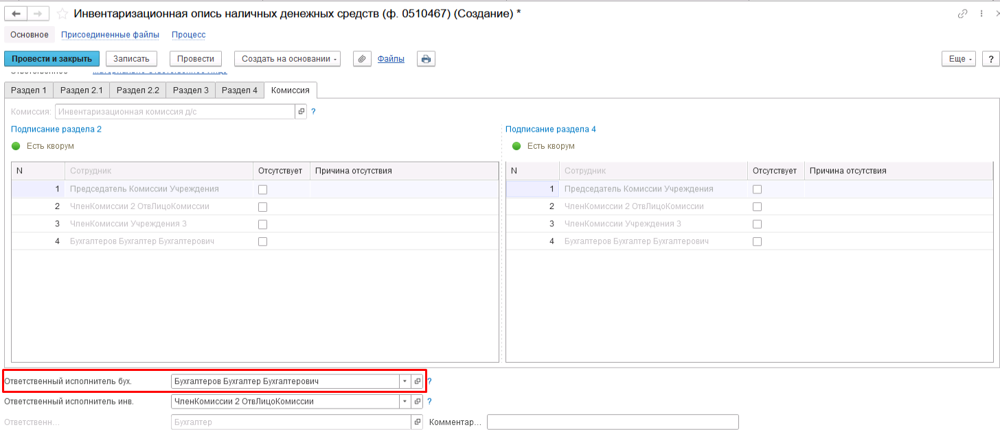 Инвентаризационная опись наличных денежных средств (ф. 0510467) (Создание) *
Основное Присоединенные файлы Процесс
Провести и закрыть Записать Провести Создать на основании Файлы Еще ?
Раздел 1 Раздел 2.1 Раздел 2.2 Раздел 3 Раздел 4 Комиссия
Комиссия: Инвентаризационная комиссия д/с ?
Подписание раздела 2 Подписание раздела 4
Есть кворум Есть кворум
N Сотрудник Отсутствует Причина отсутствия N Сотрудник Отсутствует Причина отсутствия
1 Председатель Комиссии Учреждения 1 Председатель Комиссии Учреждения
2 ЧленКомиссии 2 ОтвЛицоКомиссии 2 ЧленКомиссии 2 ОтвЛицоКомиссии
3 ЧленКомиссии Учреждения 3 3 ЧленКомиссии Учреждения 3
4 Бухгалтеров Бухгалтер Бухгалтерович 4 Бухгалтеров Бухгалтер Бухгалтерович
Ответственный исполнитель бух. Бухгалтеров Бухгалтер Бухгалтерович ?
Ответственный исполнитель инв. ЧленКомиссии 2 ОтвЛицоКомиссии ?
Ответственн... Бухгалтер Комментар...